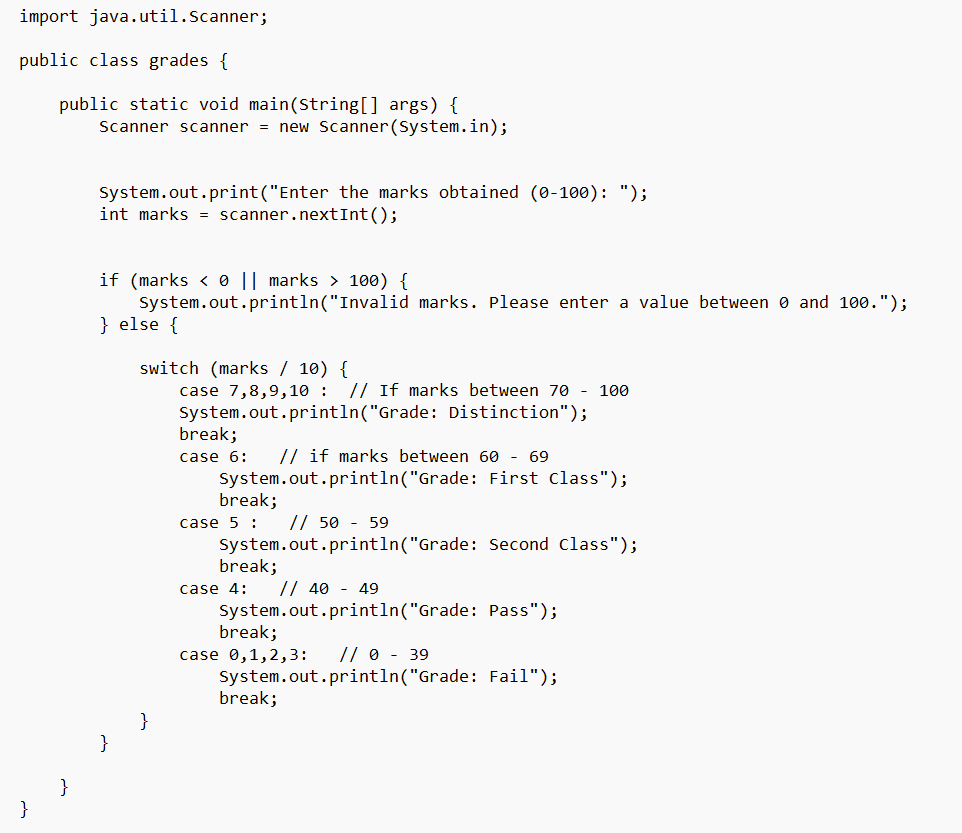 import java.util.Scanner;
public class grades {
public static void main(String[] args) {
Scanner scanner = new Scanner(System.in);
System.out.print("Enter the marks obtained (0-100): ");
int marks = scanner.nextInt();
if (marks < 0 || marks > 100) {
System.out.println("Invalid marks. Please enter a value between 0 and 100.");
} else {
switch (marks / 10) {
case 7,8,9,10 :  // If marks between 70 - 100
System.out.println("Grade: Distinction");
break;
case 6:   // if marks between 60 - 69
System.out.println("Grade: First Class");
break;
case 5 :   // 50 - 59
System.out.println("Grade: Second Class");
break;
case 4:   // 40 - 49
System.out.println("Grade: Pass");
break;
case 0,1,2,3:   // 0 - 39
System.out.println("Grade: Fail");
break;
}
}
}
}